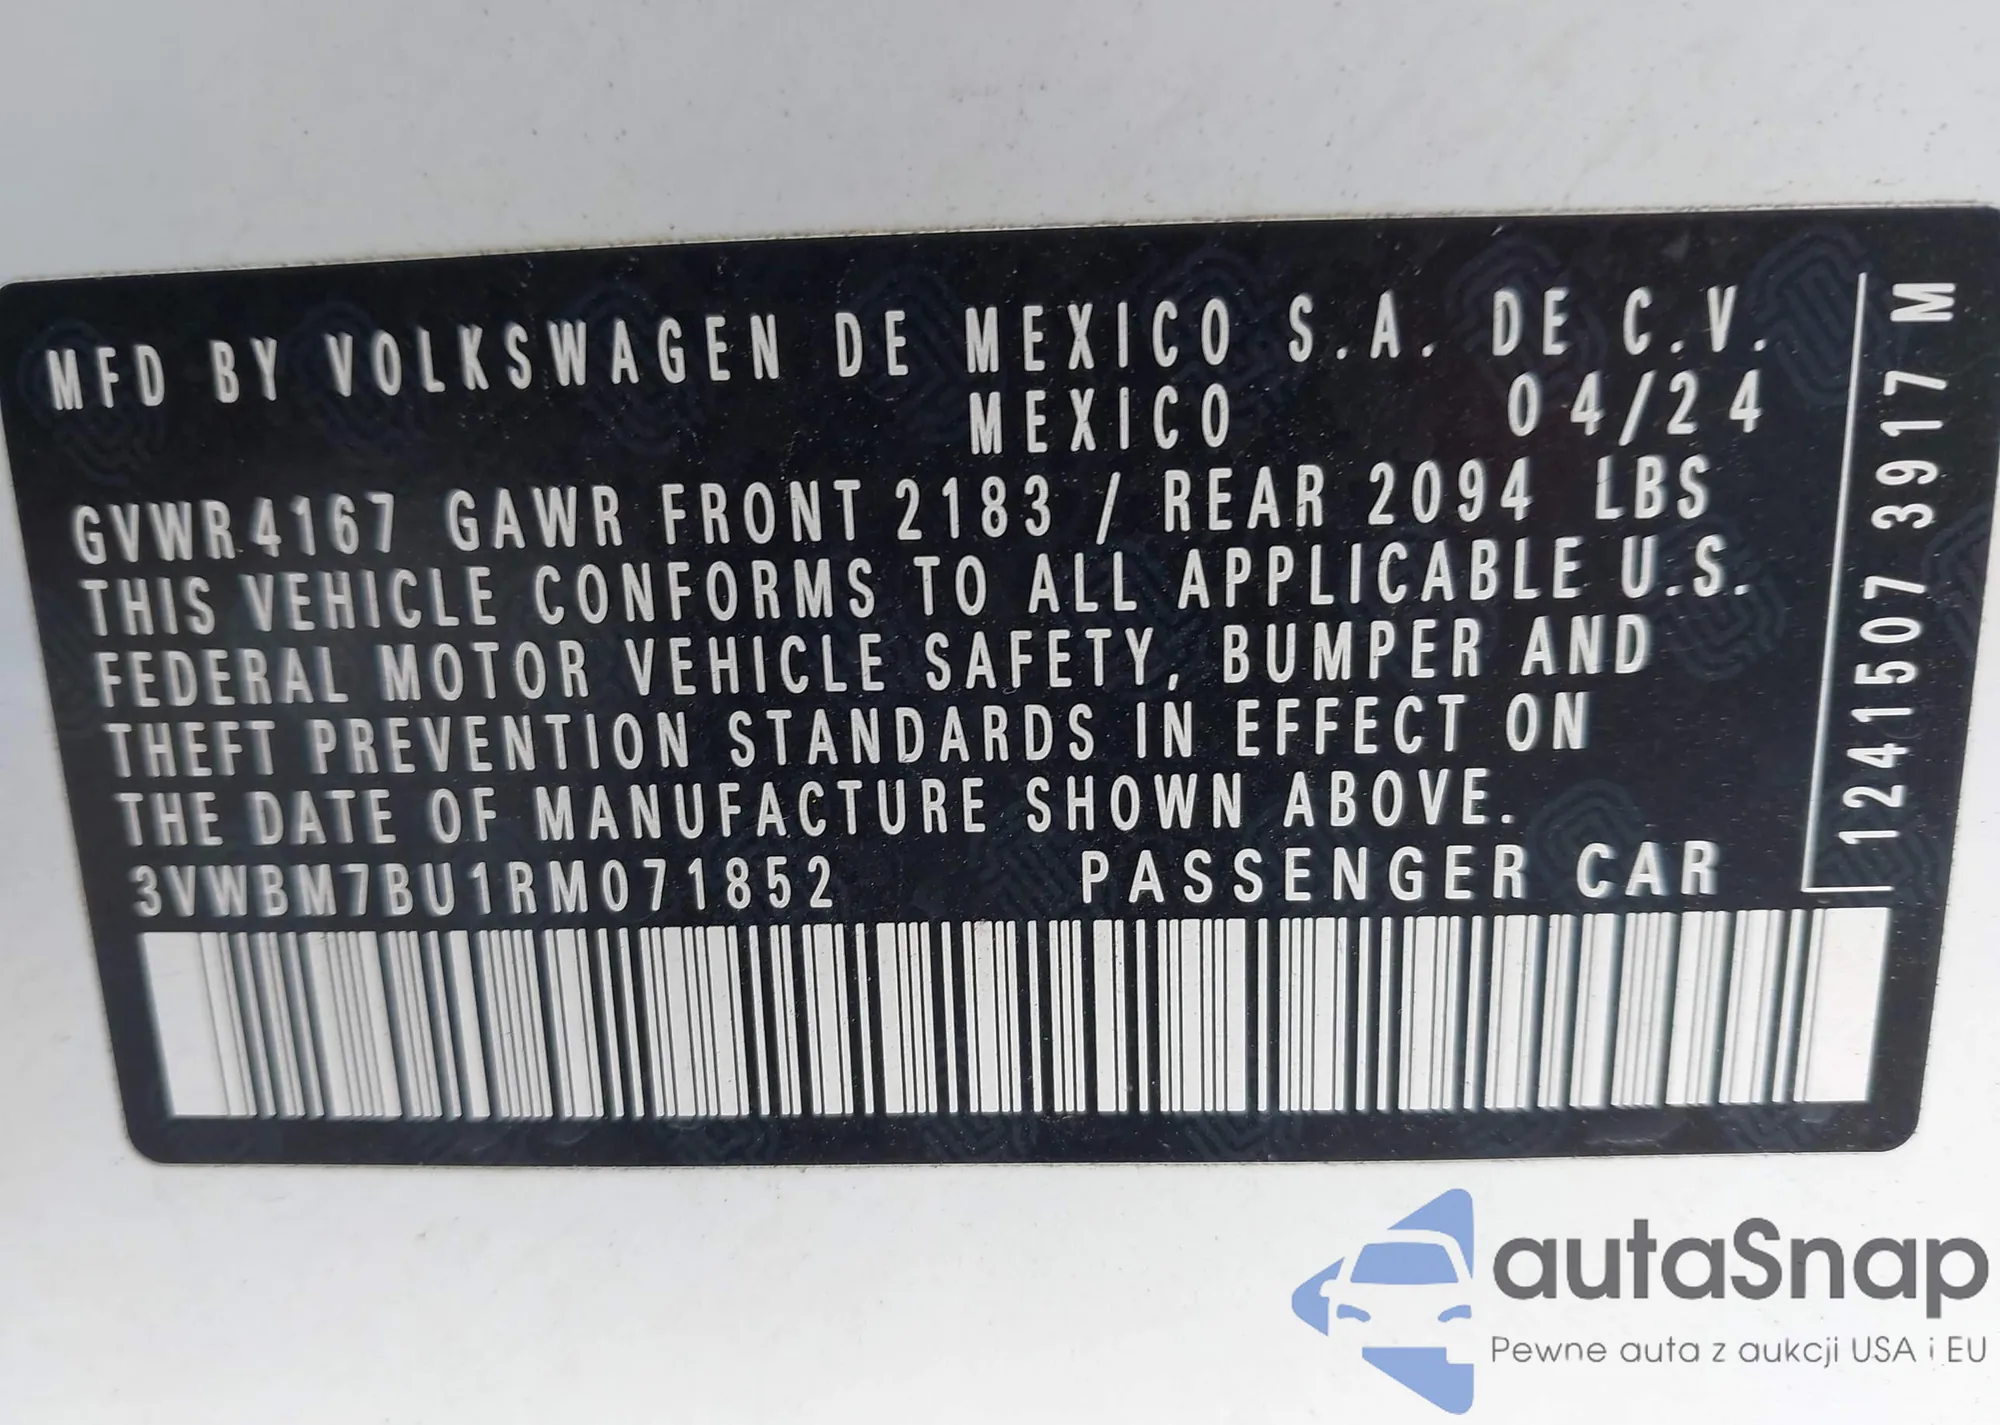 MFD BY VOLKSWAGEN DE MEXICO S.A. DE C.V.
MEXICO 04/24
GVWR 4167 GAWR FRONT 2183 / REAR 2094 LBS
THIS VEHICLE CONFORMS TO ALL APPLICABLE U.S.
FEDERAL MOTOR VEHICLE SAFETY, BUMPER AND
THEFT PREVENTION STANDARDS IN EFFECT ON
THE DATE OF MANUFACTURE SHOWN ABOVE.
3VWBM7BU1RM071852 PASSENGER CAR
1241507 3917 M
autaSnap
Pewne auta z aukcji USA i EU